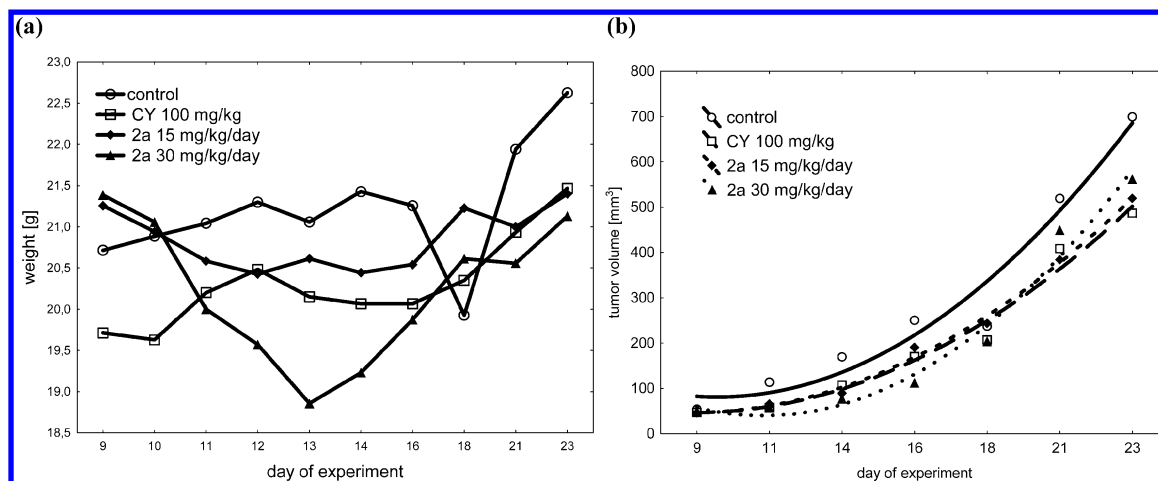 (a)
23,0
22,5
22,0
21,5
21,0
20,5
20,0
19,5
19,0
18,5
weight [g]
control
CY 100 mg/kg
2a 15 mg/kg/day
2a 30 mg/kg/day
9 10 11 12 13 14 16 18 21 23
day of experiment
(b)
800
700
600
500
400
300
200
100
0
tumor volume [mm³]
control
CY 100 mg/kg
2a 15 mg/kg/day
2a 30 mg/kg/day
9 11 14 16 18 21 23
day of experiment